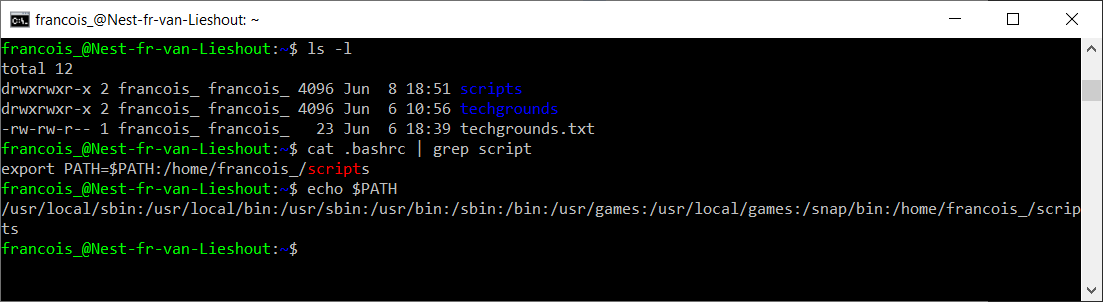 francois_@Nest-fr-van-Lieshout: ~
francois_@Nest-fr-van-Lieshout:~$ ls -l
total 12
drwxrwxr-x 2 francois_ francois_ 4096 Jun  8 18:51 scripts
drwxrwxr-x 2 francois_ francois_ 4096 Jun  6 10:56 techgrounds
-rw-rw-r-- 1 francois_ francois_   23 Jun  6 18:39 techgrounds.txt
francois_@Nest-fr-van-Lieshout:~$ cat .bashrc | grep script
export PATH=$PATH:/home/francois_/scripts
francois_@Nest-fr-van-Lieshout:~$ echo $PATH
/usr/local/sbin:/usr/local/bin:/usr/sbin:/usr/bin:/sbin:/bin:/usr/games:/usr/local/games:/snap/bin:/home/francois_/scrip
ts
francois_@Nest-fr-van-Lieshout:~$